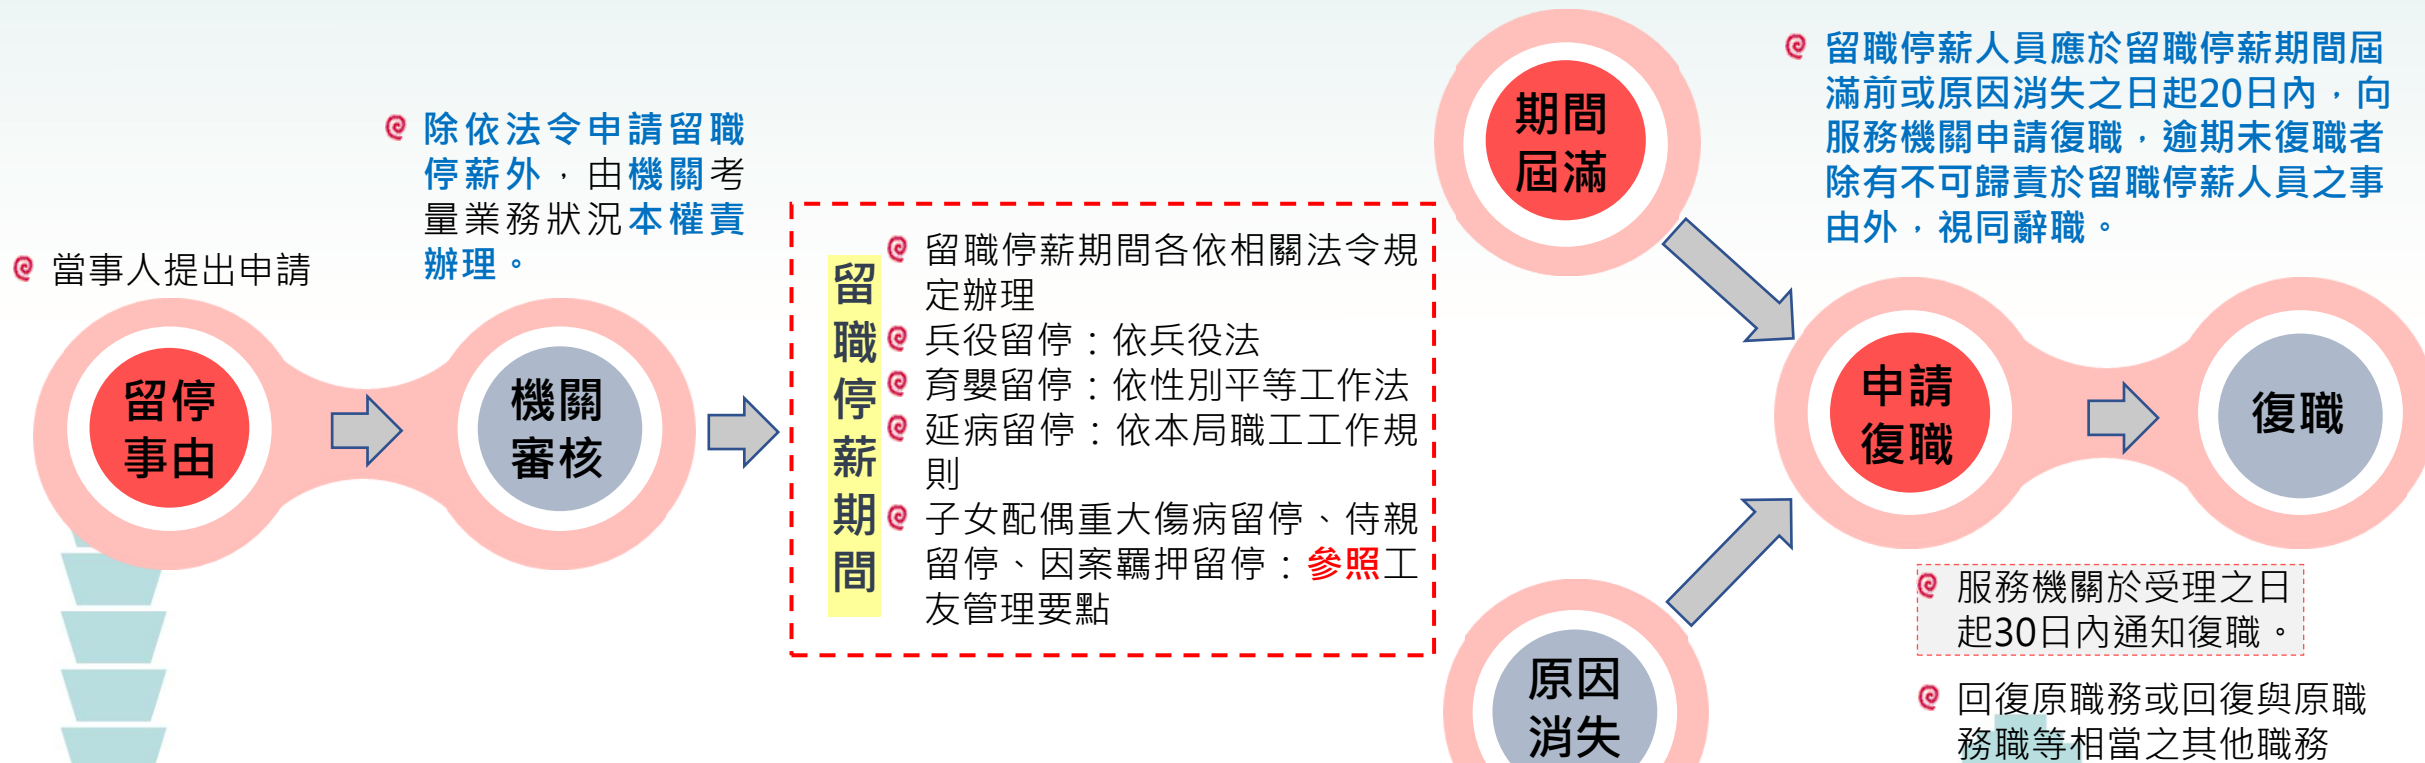 當事人提出申請
留停
事由
除依法令申請留職
停薪外，由機關考
量業務狀況本權責
辦理。
機關
審核
留職停薪期間
留職停薪期間各依相關法令規
定辦理
兵役留停：依兵役法
育嬰留停：依性別平等工作法
延病留停：依本局職工工作規
則
子女配偶重大傷病留停、侍親
留停、因案羈押留停：參照工
友管理要點
期間
屆滿
原因
消失
留職停薪人員應於留職停薪期間屆
滿前或原因消失之日起20日內，向
服務機關申請復職，逾期未復職者
除有不可歸責於留職停薪人員之事
由外，視同辭職。
申請
復職
復職
服務機關於受理之日
起30日內通知復職。
回復原職務或回復與原職
務職等相當之其他職務